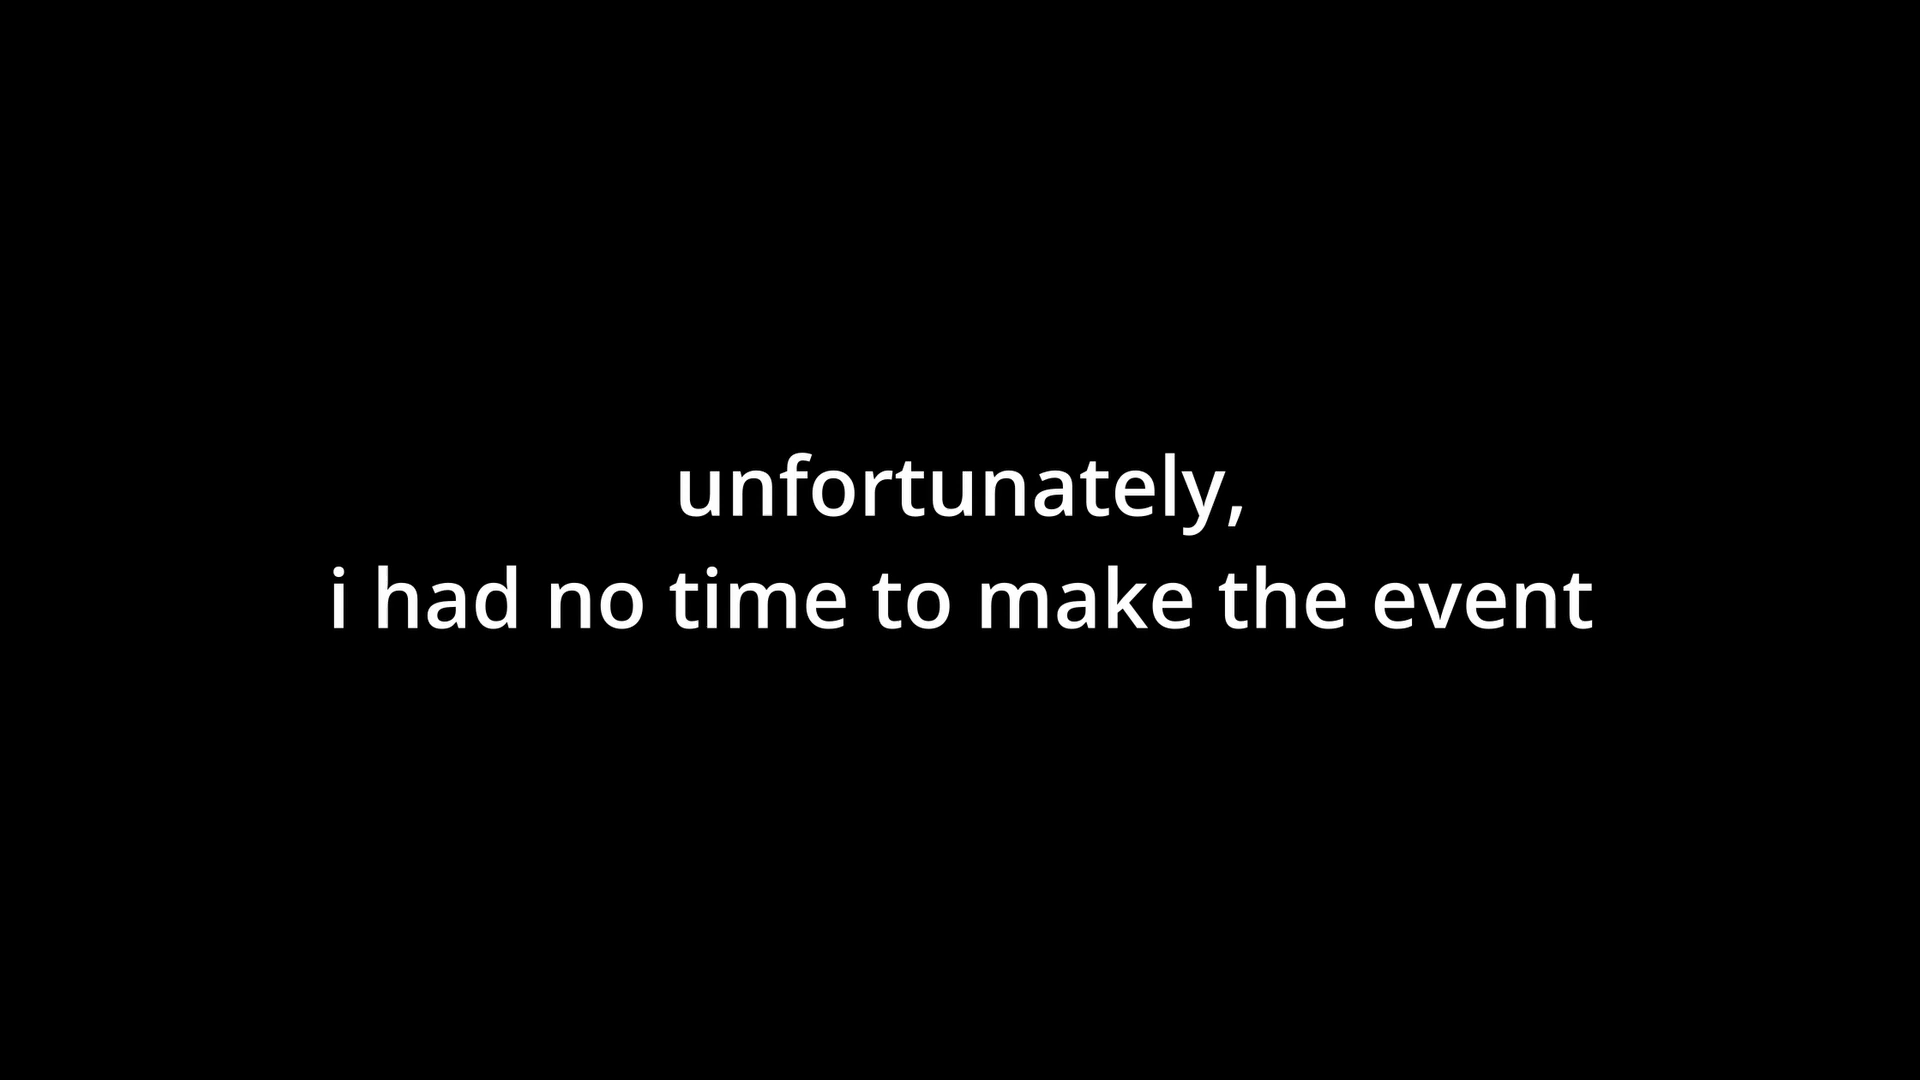 unfortunately,
i had no time to make the event